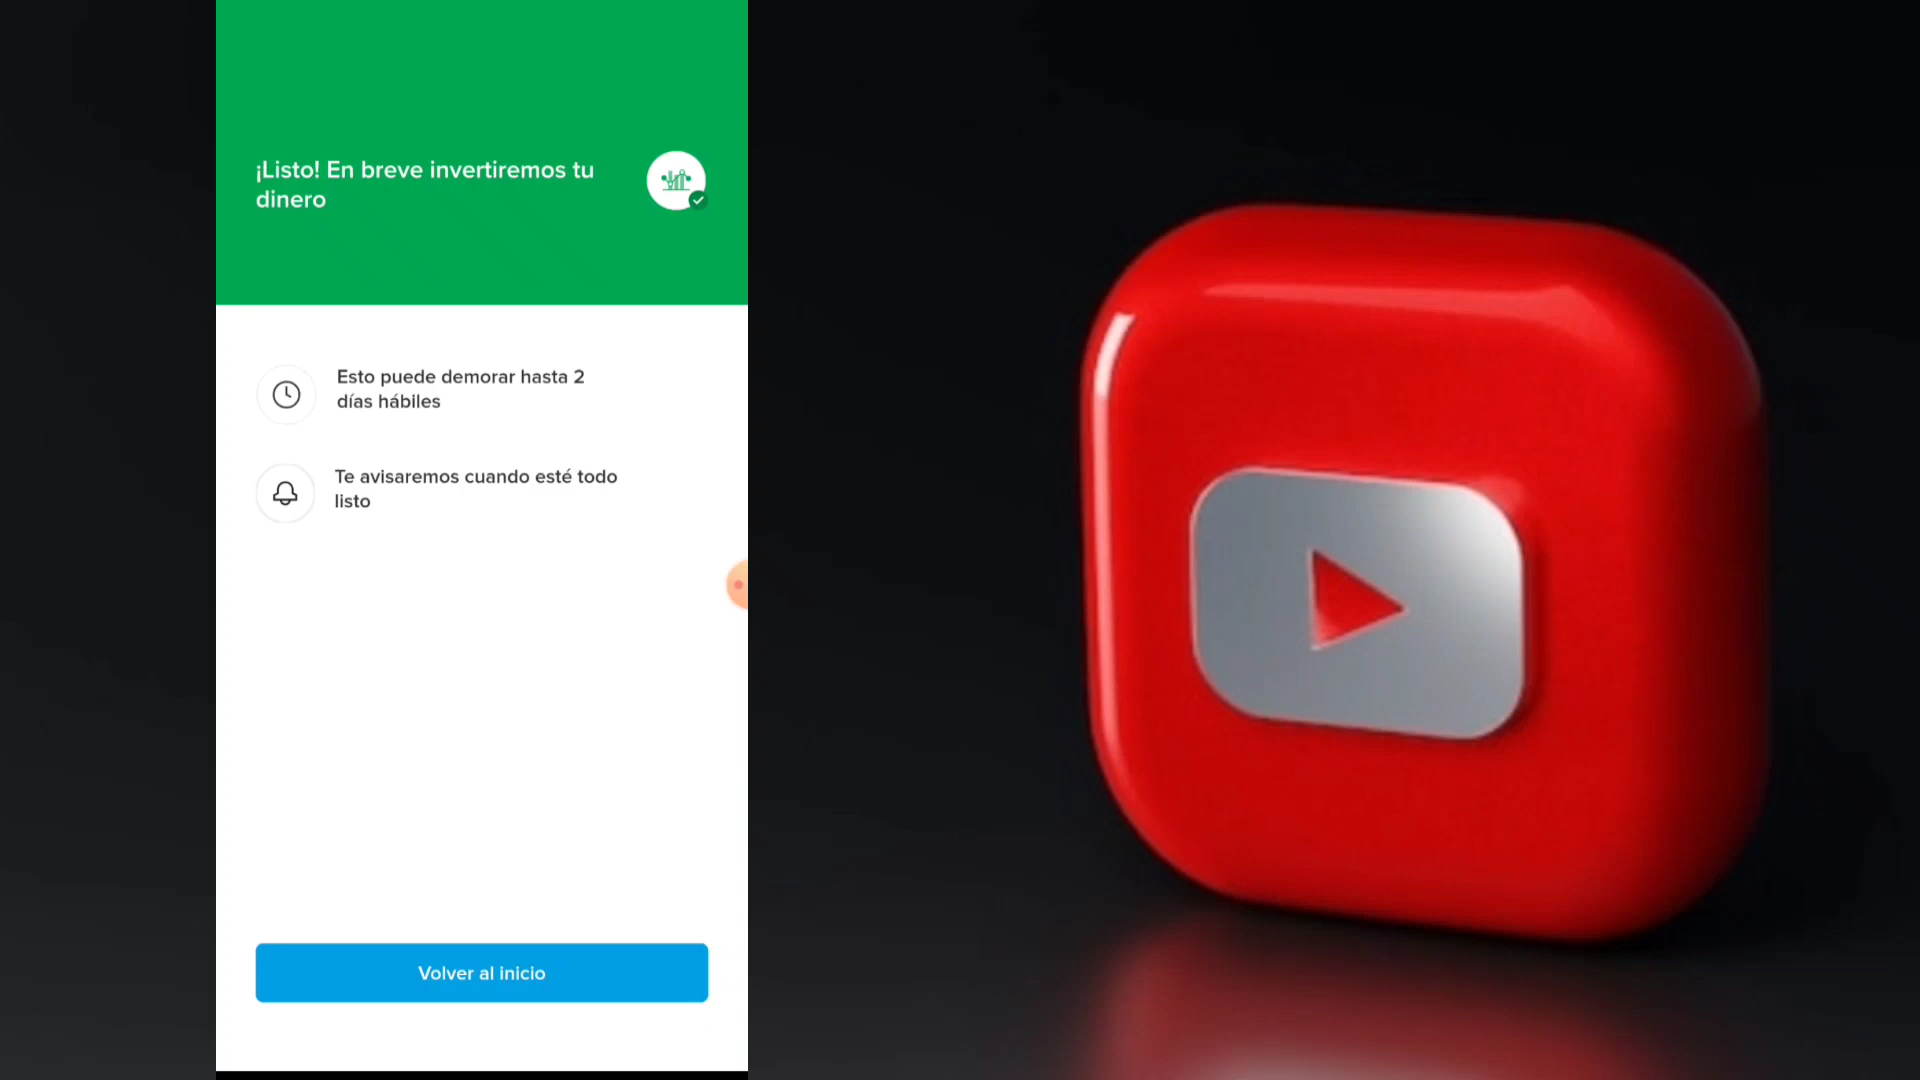 ¡Listo! En breve invertiremos tu
dinero
Esto puede demorar hasta 2
días hábiles
Te avisaremos cuando esté todo
listo
Volver al inicio